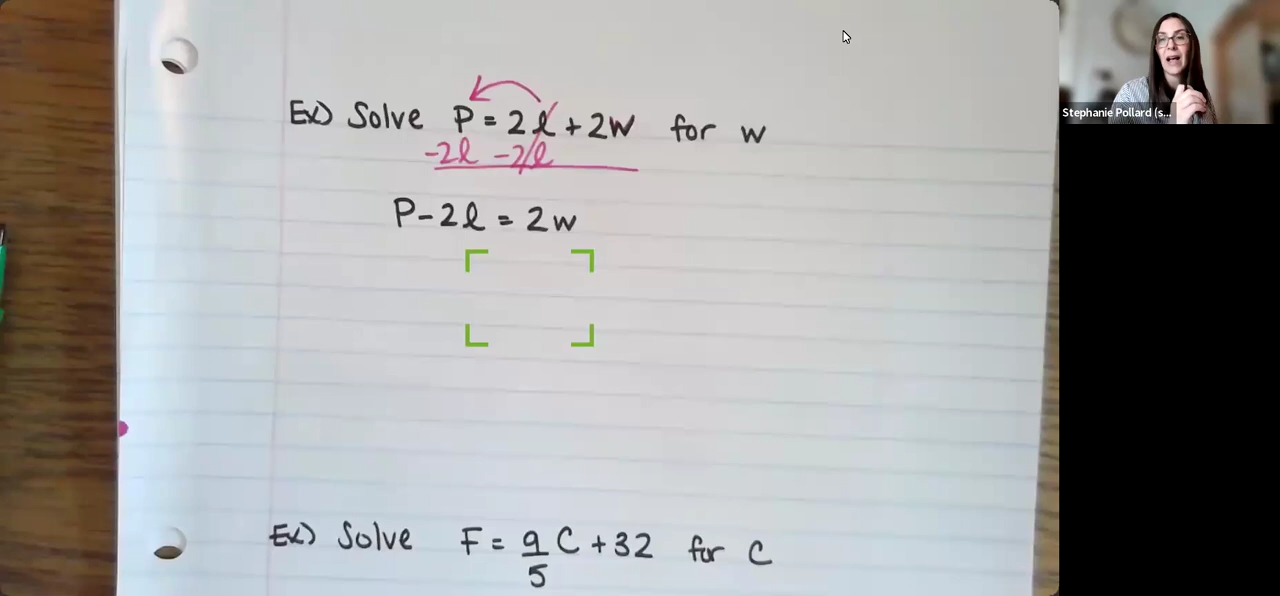 Ex) Solve P = 2l + 2w for w
-2l -2l
P - 2l = 2w
Ex) Solve F = 9/5 C + 32 for C
Stephanie Pollard (s...